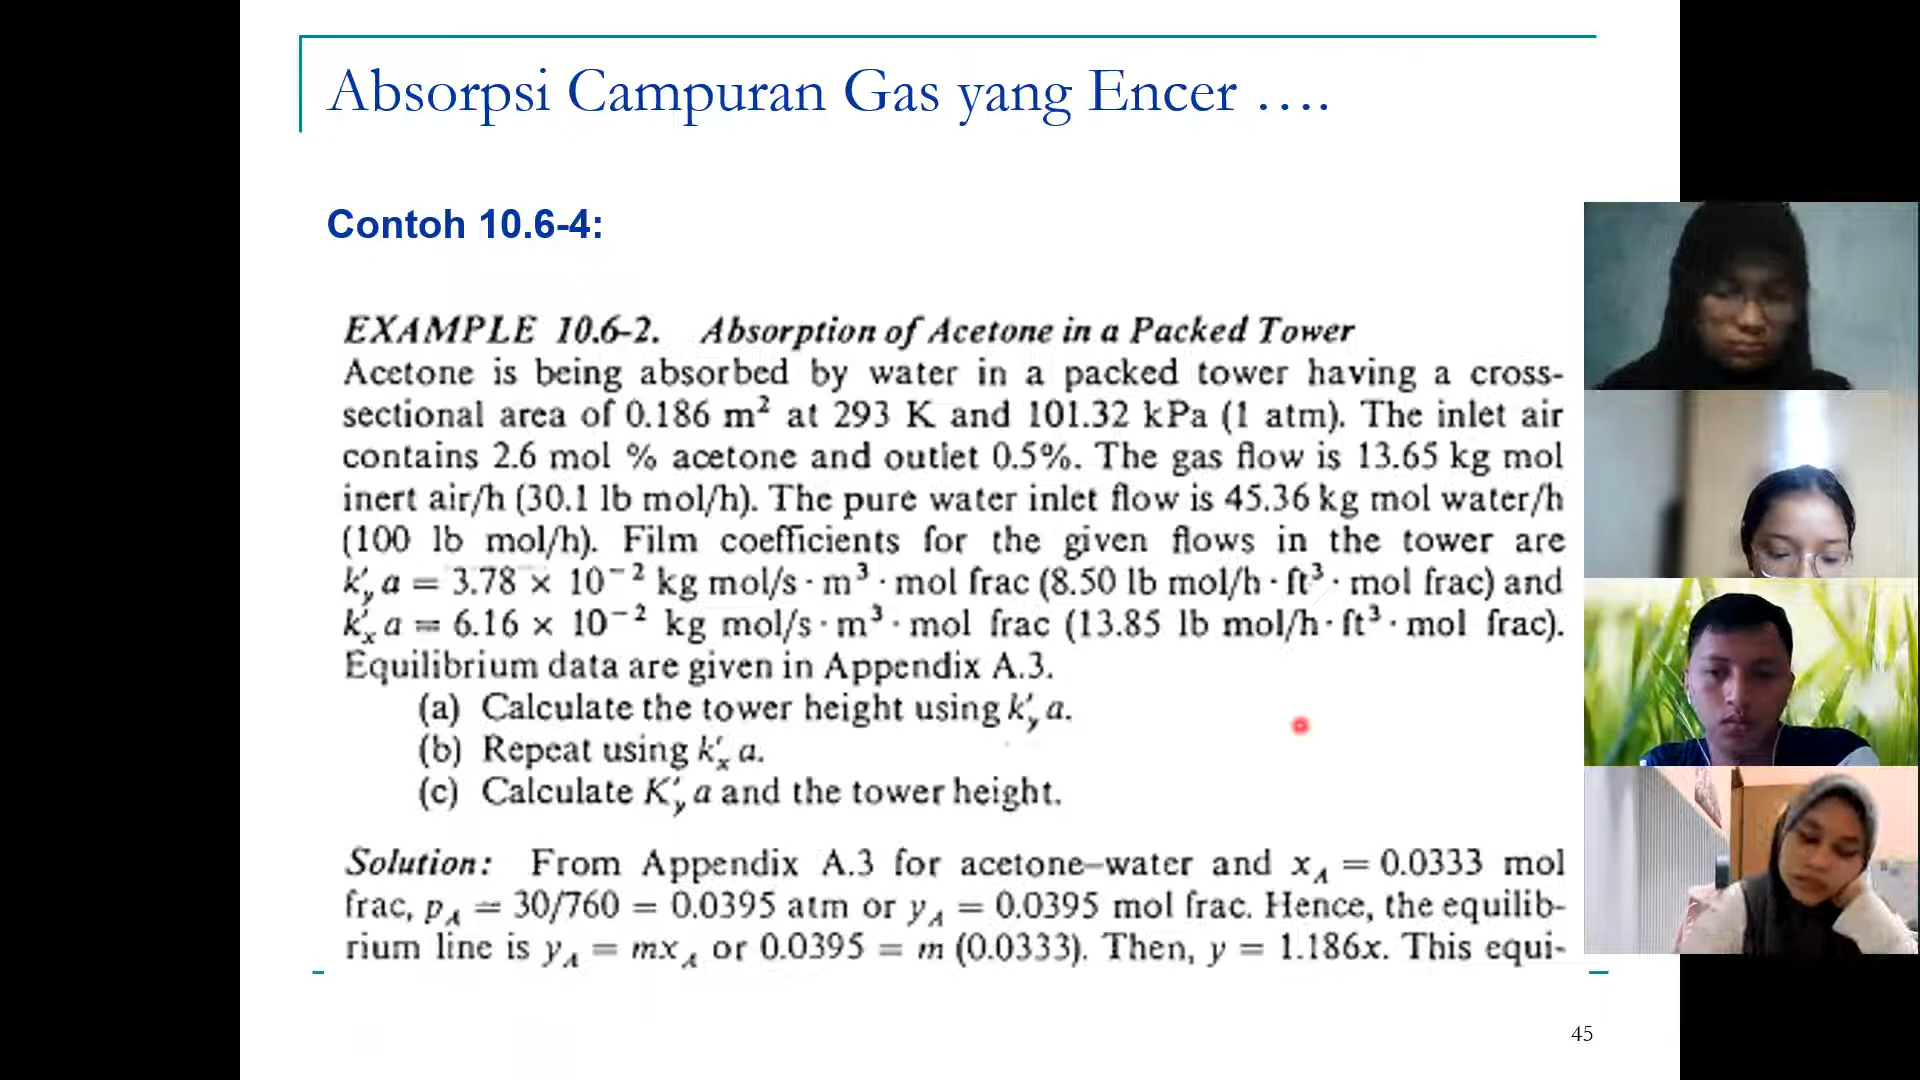 Absorpsi Campuran Gas yang Encer ….
Contoh 10.6-4:
EXAMPLE 10.6-2. Absorption of Acetone in a Packed Tower
Acetone is being absorbed by water in a packed tower having a cross-
sectional area of 0.186 m² at 293 K and 101.32 kPa (1 atm). The inlet air
contains 2.6 mol % acetone and outlet 0.5%. The gas flow is 13.65 kg mol
inert air/h (30.1 lb mol/h). The pure water inlet flow is 45.36 kg mol water/h
(100 lb mol/h). Film coefficients for the given flows in the tower are
k′y a = 3.78 × 10⁻² kg mol/s · m³ · mol frac (8.50 lb mol/h · ft³ · mol frac) and
k′x a = 6.16 × 10⁻² kg mol/s · m³ · mol frac (13.85 lb mol/h · ft³ · mol frac).
Equilibrium data are given in Appendix A.3.
(a) Calculate the tower height using k′y a.
(b) Repeat using k′x a.
(c) Calculate K′y a and the tower height.
Solution: From Appendix A.3 for acetone–water and xA = 0.0333 mol
frac, pA = 30/760 = 0.0395 atm or yA = 0.0395 mol frac. Hence, the equilib-
rium line is yA = mxA or 0.0395 = m (0.0333). Then, y = 1.186x. This equi-
45